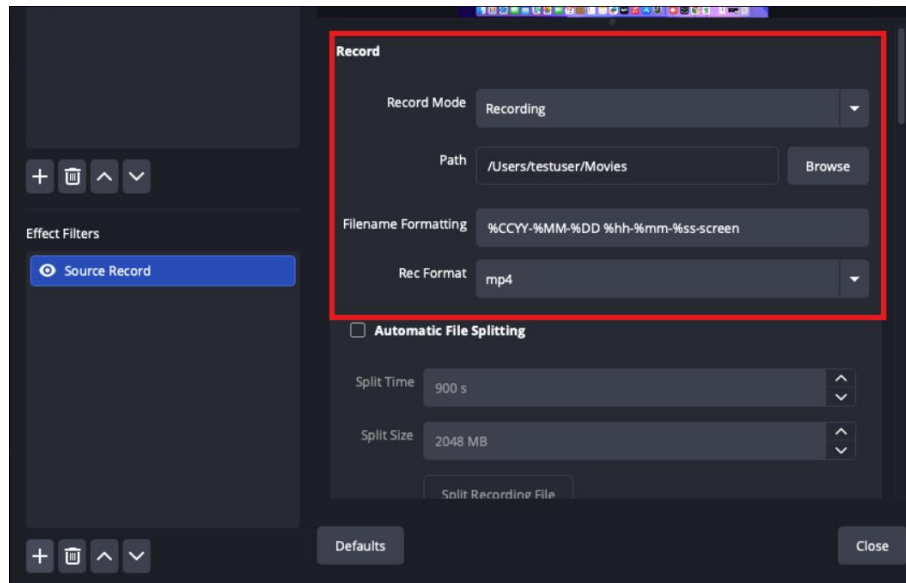 Record
Record Mode
Recording
Path
/Users/testuser/Movies
Browse
Filename Formatting
%CCYY-%MM-%DD %hh-%mm-%ss-screen
Rec Format
mp4
Effect Filters
Source Record
Automatic File Splitting
Split Time
900 s
Split Size
2048 MB
Split Recording File
Defaults
Close